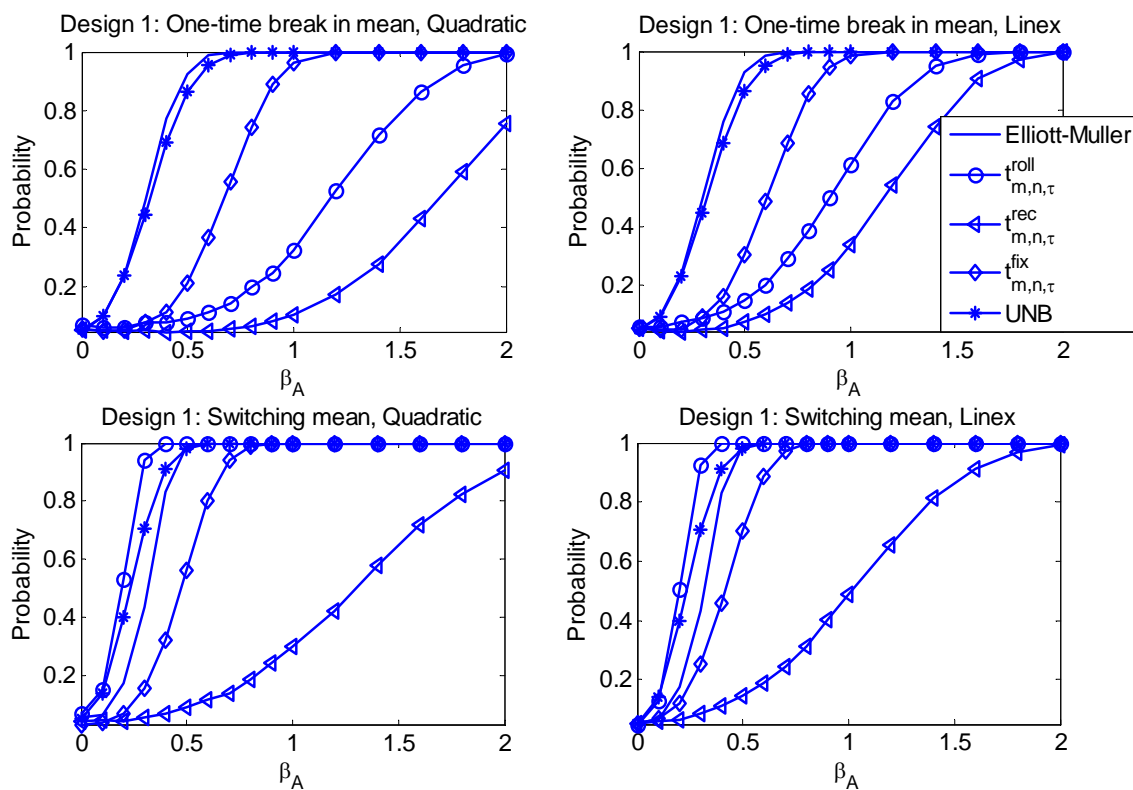 Design 1: One-time break in mean, Quadratic
Probability
1
0.8
0.6
0.4
0.2
0
0.5
1
1.5
2
β_A
Design 1: One-time break in mean, Linex
Probability
1
0.8
0.6
0.4
0.2
0
0.5
1
1.5
2
β_A
Elliott-Muller
t^roll_m,n,τ
t^rec_m,n,τ
t^fix_m,n,τ
UNB
Design 1: Switching mean, Quadratic
Probability
1
0.8
0.6
0.4
0.2
0
0.5
1
1.5
2
β_A
Design 1: Switching mean, Linex
Probability
1
0.8
0.6
0.4
0.2
0
0.5
1
1.5
2
β_A